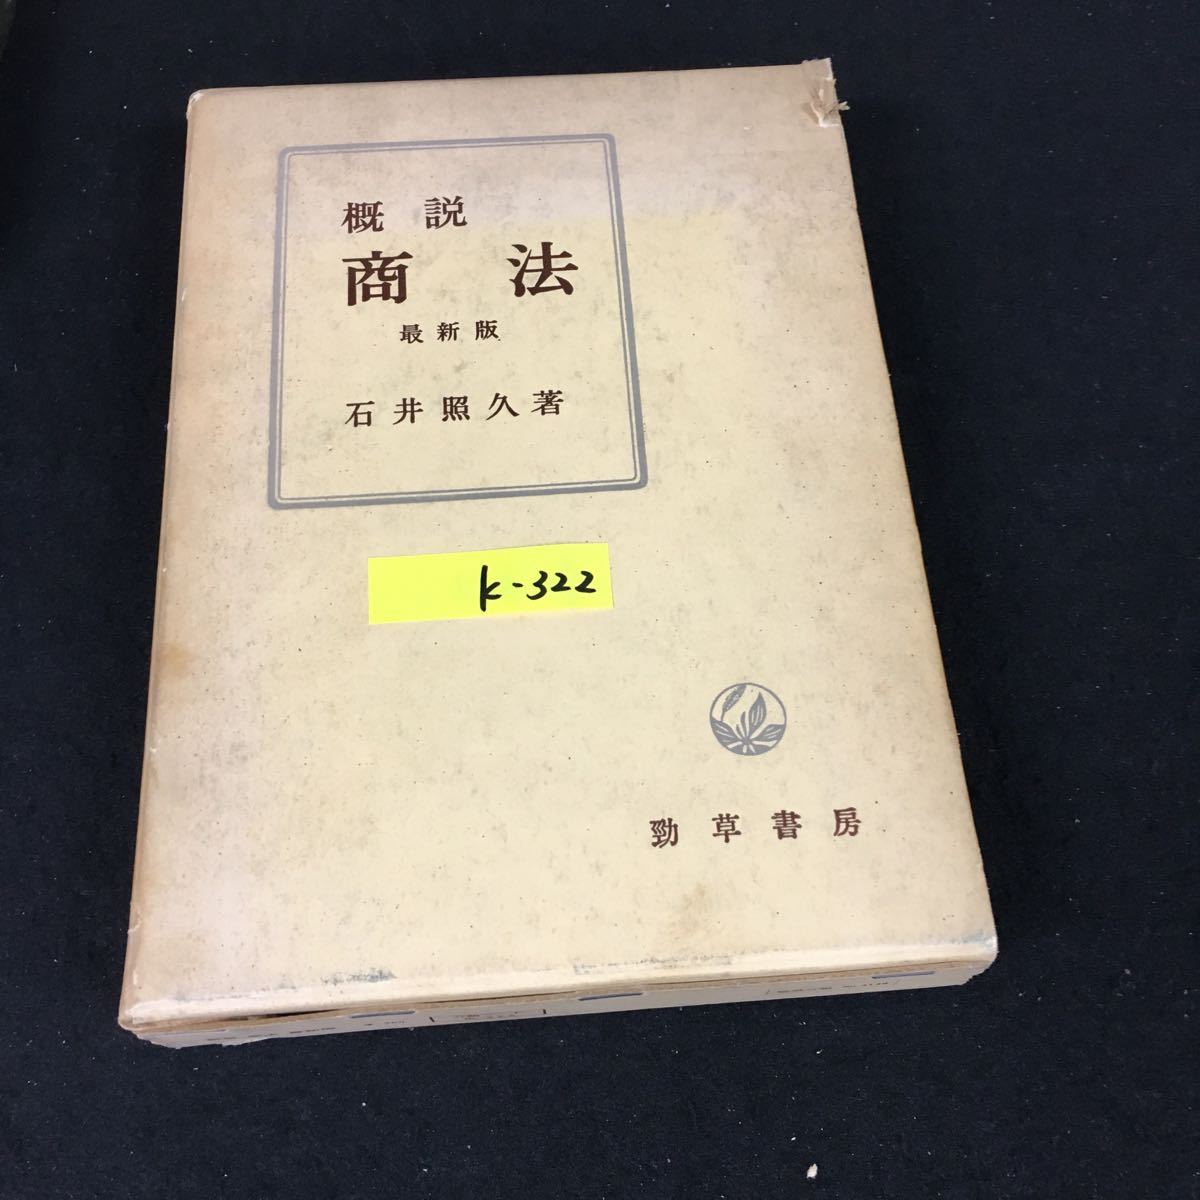 概説
商法
最新版
石井照久著
k-322
勁草書房